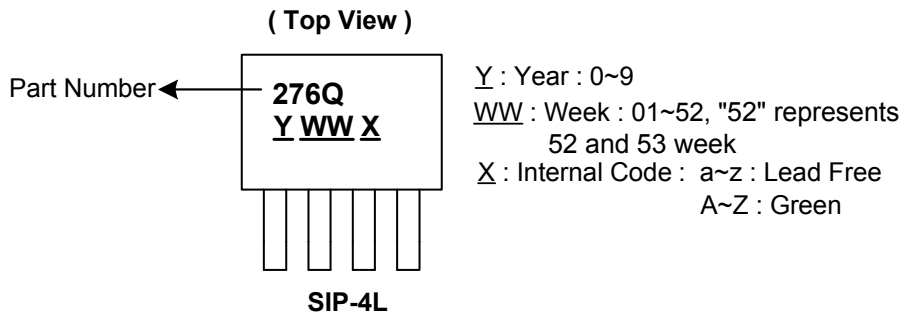 ( Top View )
Part Number
276Q
Y WW X
Y : Year : 0~9
WW : Week : 01~52, "52" represents
52 and 53 week
X : Internal Code : a~z : Lead Free
A~Z : Green
SIP-4L